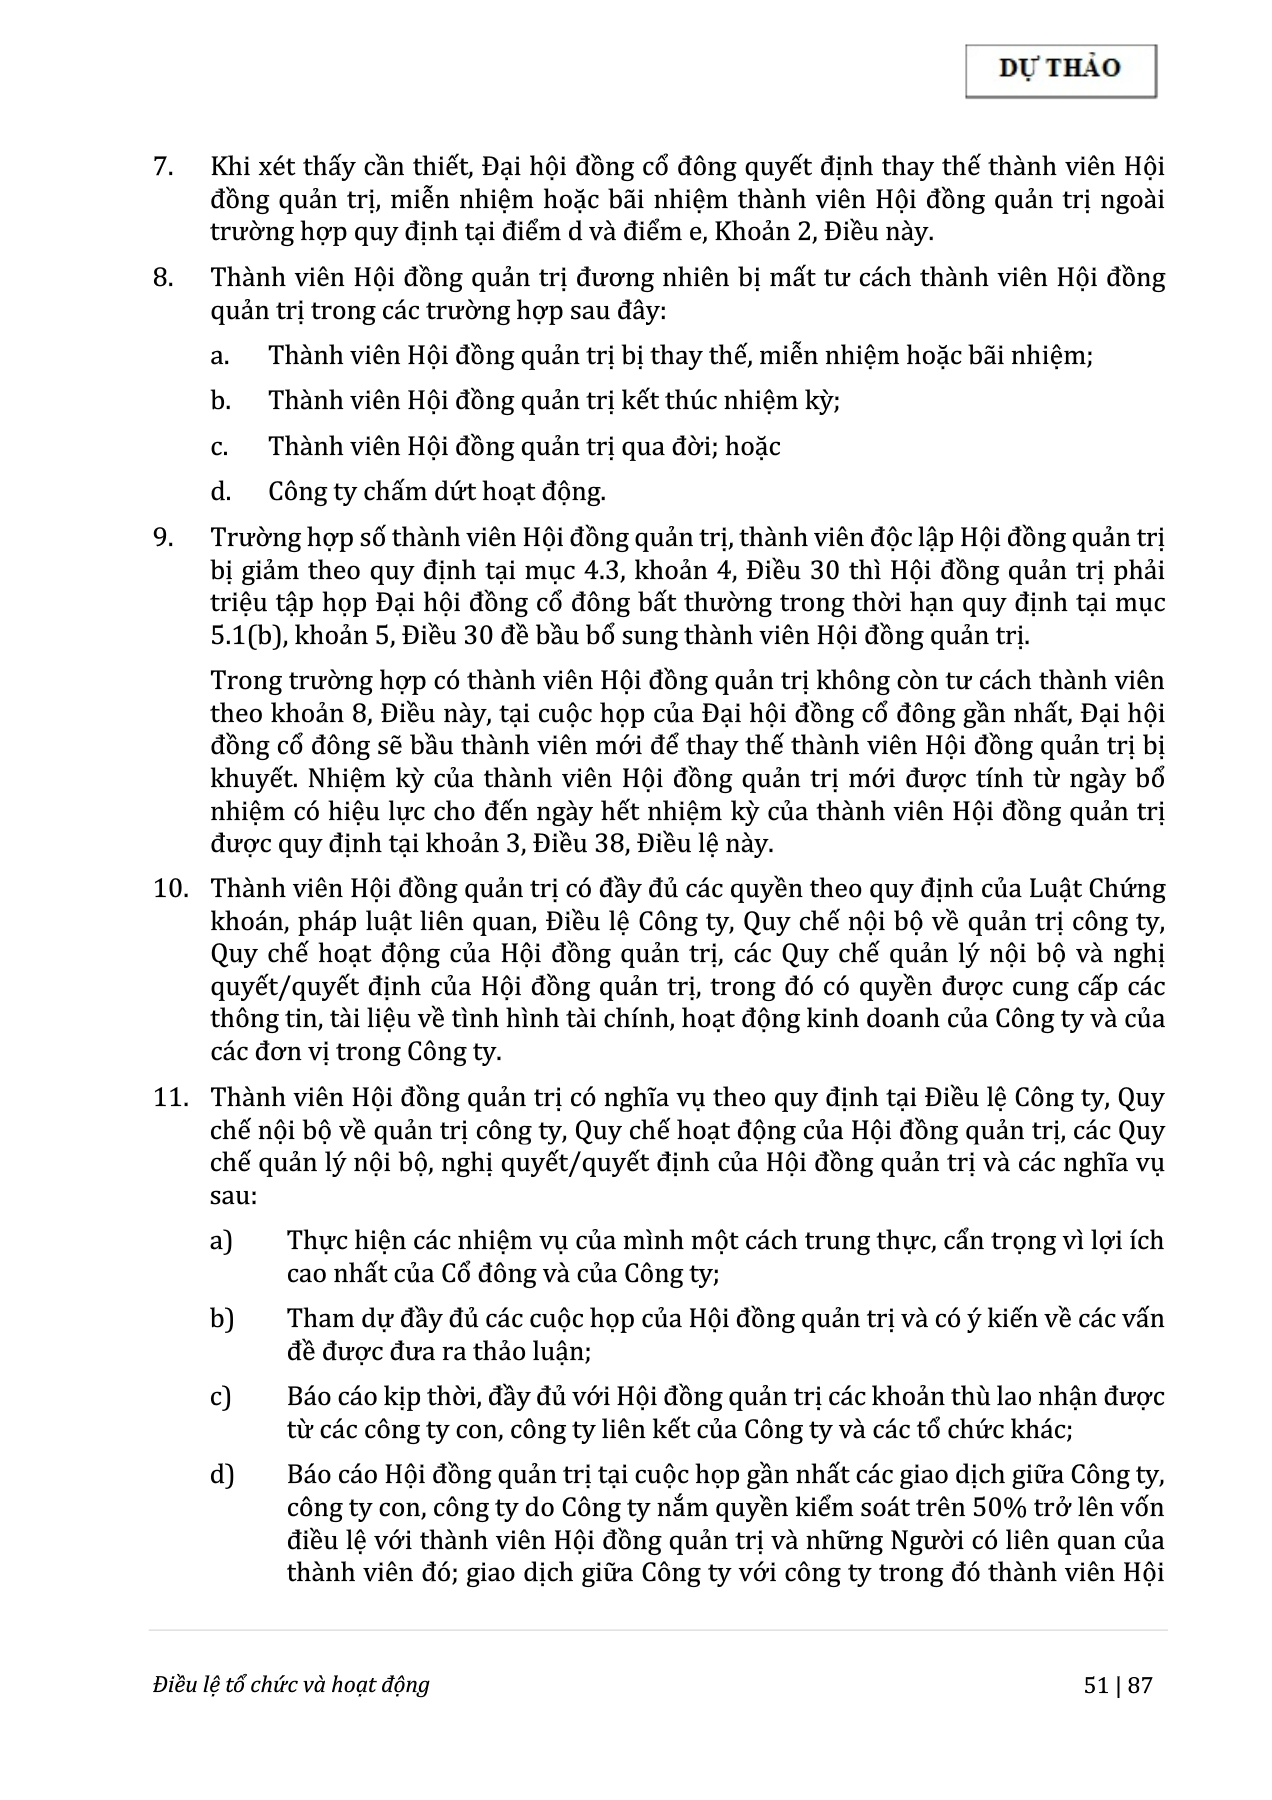 DỰ THẢO
7. Khi xét thấy cần thiết, Đại hội đồng cổ đông quyết định thay thế thành viên Hội
đồng quản trị, miễn nhiệm hoặc bãi nhiệm thành viên Hội đồng quản trị ngoài
trường hợp quy định tại điểm d và điểm e, Khoản 2, Điều này.
8. Thành viên Hội đồng quản trị đương nhiên bị mất tư cách thành viên Hội đồng
quản trị trong các trường hợp sau đây:
a. Thành viên Hội đồng quản trị bị thay thế, miễn nhiệm hoặc bãi nhiệm;
b. Thành viên Hội đồng quản trị kết thúc nhiệm kỳ;
c. Thành viên Hội đồng quản trị qua đời; hoặc
d. Công ty chấm dứt hoạt động.
9. Trường hợp số thành viên Hội đồng quản trị, thành viên độc lập Hội đồng quản trị
bị giảm theo quy định tại mục 4.3, khoản 4, Điều 30 thì Hội đồng quản trị phải
triệu tập họp Đại hội đồng cổ đông bất thường trong thời hạn quy định tại mục
5.1(b), khoản 5, Điều 30 đề bầu bổ sung thành viên Hội đồng quản trị.
Trong trường hợp có thành viên Hội đồng quản trị không còn tư cách thành viên
theo khoản 8, Điều này, tại cuộc họp của Đại hội đồng cổ đông gần nhất, Đại hội
đồng cổ đông sẽ bầu thành viên mới để thay thế thành viên Hội đồng quản trị bị
khuyết. Nhiệm kỳ của thành viên Hội đồng quản trị mới được tính từ ngày bổ
nhiệm có hiệu lực cho đến ngày hết nhiệm kỳ của thành viên Hội đồng quản trị
được quy định tại khoản 3, Điều 38, Điều lệ này.
10. Thành viên Hội đồng quản trị có đầy đủ các quyền theo quy định của Luật Chứng
khoán, pháp luật liên quan, Điều lệ Công ty, Quy chế nội bộ về quản trị công ty,
Quy chế hoạt động của Hội đồng quản trị, các Quy chế quản lý nội bộ và nghị
quyết/quyết định của Hội đồng quản trị, trong đó có quyền được cung cấp các
thông tin, tài liệu về tình hình tài chính, hoạt động kinh doanh của Công ty và của
các đơn vị trong Công ty.
11. Thành viên Hội đồng quản trị có nghĩa vụ theo quy định tại Điều lệ Công ty, Quy
chế nội bộ về quản trị công ty, Quy chế hoạt động của Hội đồng quản trị, các Quy
chế quản lý nội bộ, nghị quyết/quyết định của Hội đồng quản trị và các nghĩa vụ
sau:
a) Thực hiện các nhiệm vụ của mình một cách trung thực, cẩn trọng vì lợi ích
cao nhất của Cổ đông và của Công ty;
b) Tham dự đầy đủ các cuộc họp của Hội đồng quản trị và có ý kiến về các vấn
đề được đưa ra thảo luận;
c) Báo cáo kịp thời, đầy đủ với Hội đồng quản trị các khoản thù lao nhận được
từ các công ty con, công ty liên kết của Công ty và các tổ chức khác;
d) Báo cáo Hội đồng quản trị tại cuộc họp gần nhất các giao dịch giữa Công ty,
công ty con, công ty do Công ty nắm quyền kiểm soát trên 50% trở lên vốn
điều lệ với thành viên Hội đồng quản trị và những Người có liên quan của
thành viên đó; giao dịch giữa Công ty với công ty trong đó thành viên Hội
Điều lệ tổ chức và hoạt động 51 | 87